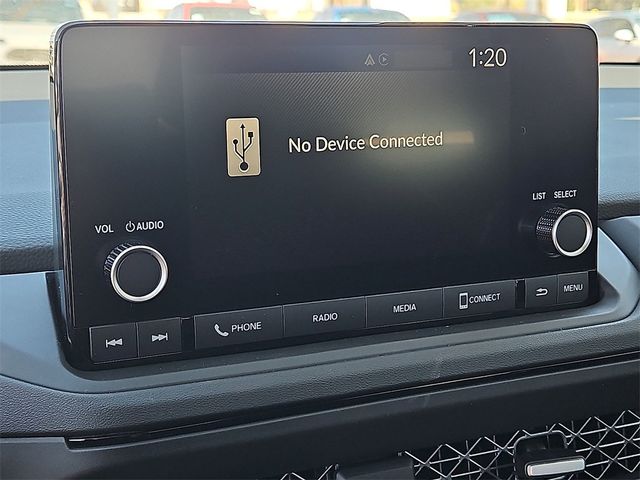 1:20
No Device Connected
LIST SELECT
VOL AUDIO
PHONE
RADIO
MEDIA
CONNECT
MENU